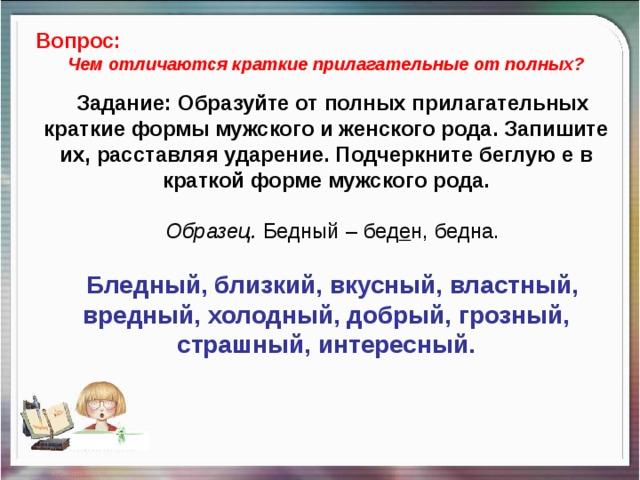 Вопрос:
Чем отличаются краткие прилагательные от полных?
Задание: Образуйте от полных прилагательных
краткие формы мужского и женского рода. Запишите
их, расставляя ударение. Подчеркните беглую е в
краткой форме мужского рода.
Образец. Бедный – беден, бедна.
Бледный, близкий, вкусный, властный,
вредный, холодный, добрый, грозный,
страшный, интересный.